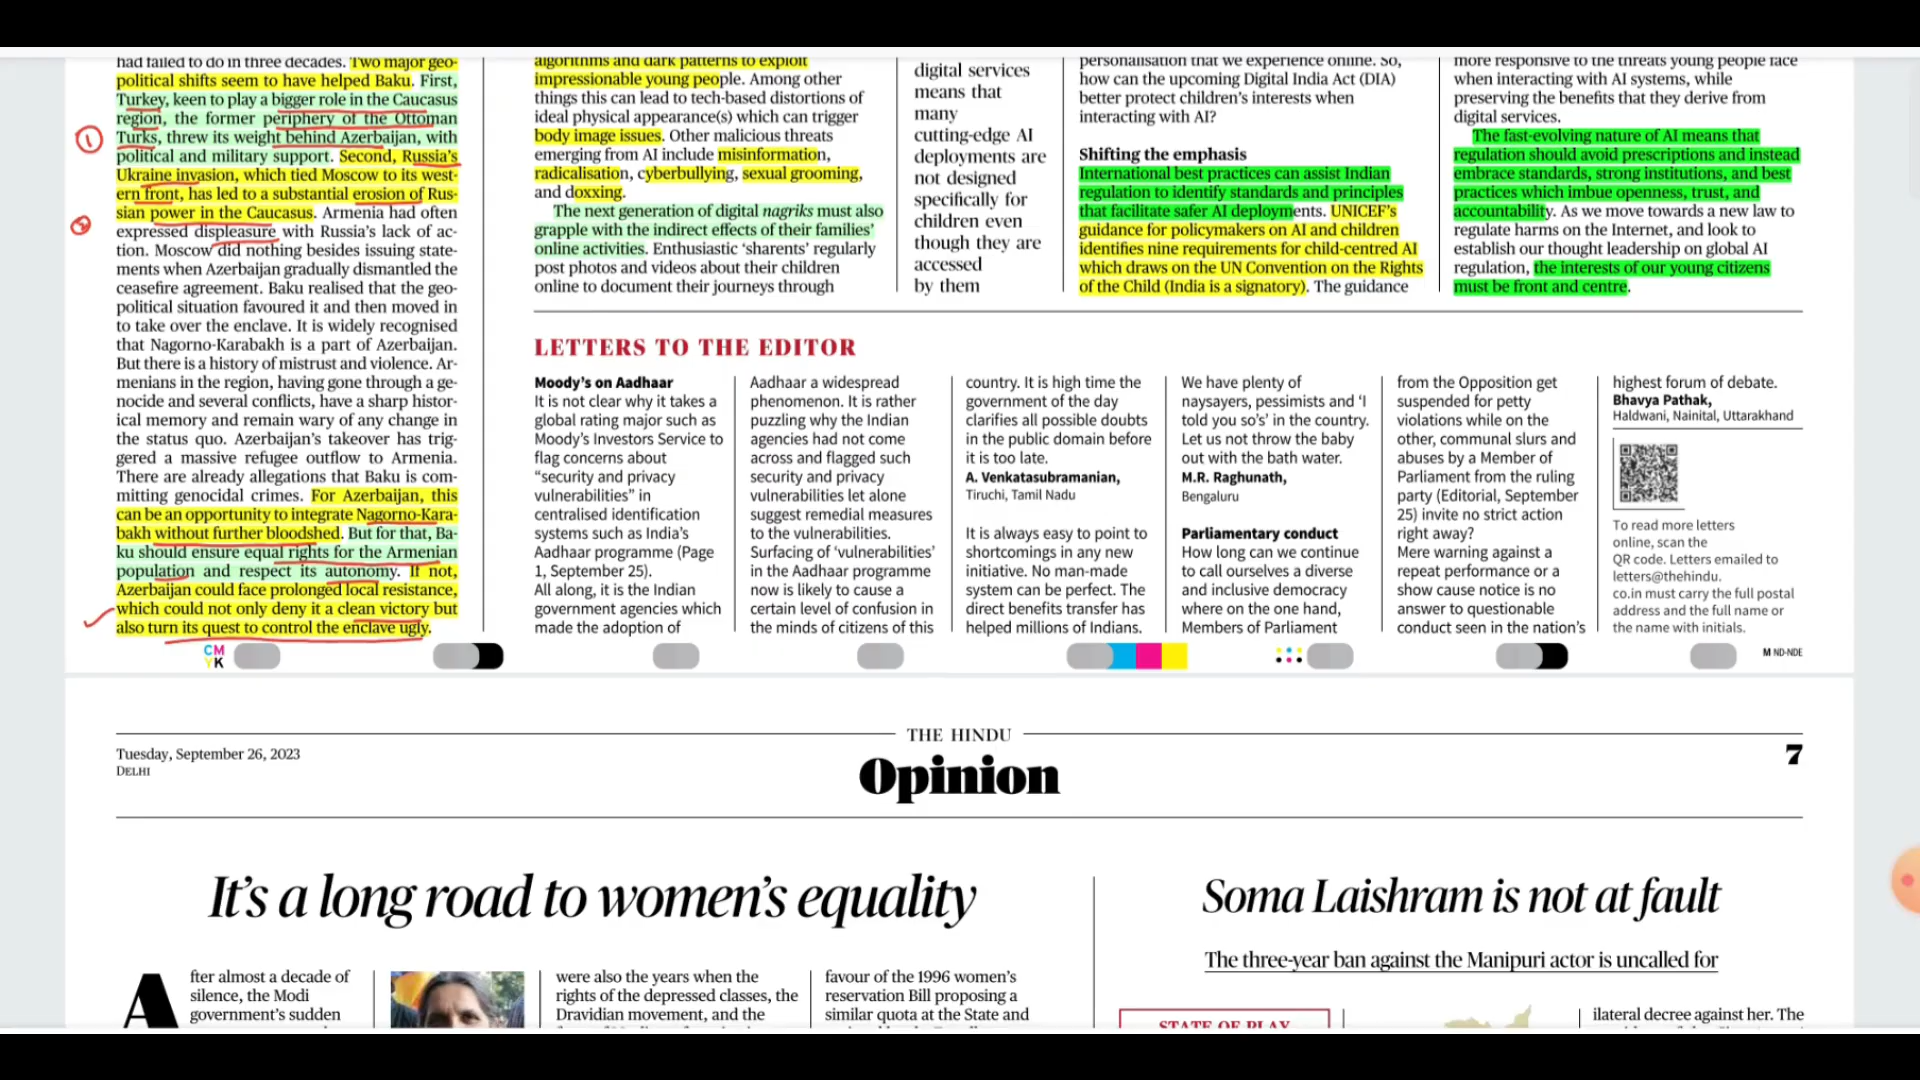 had failed to do in three decades. Two major geo-
political shifts seem to have helped Baku. First,
Turkey, keen to play a bigger role in the Caucasus
region, the former periphery of the Ottoman
Turks, threw its weight behind Azerbaijan, with
political and military support. Second, Russia's
Ukraine invasion, which tied Moscow to its west-
ern front, has led to a substantial erosion of Rus-
sian power in the Caucasus. Armenia had often
expressed displeasure with Russia's lack of ac-
tion. Moscow did nothing besides issuing state-
ments when Azerbaijan gradually dismantled the
ceasefire agreement. Baku realised that the geo-
political situation favoured it and then moved in
to take over the enclave. It is widely recognised
that Nagorno-Karabakh is a part of Azerbaijan.
But there is a history of mistrust and violence. Ar-
menians in the region, having gone through a ge-
nocide and several conflicts, have a sharp histor-
ical memory and remain wary of any change in
the status quo. Azerbaijan's takeover has trig-
gered a massive refugee outflow to Armenia.
There are already allegations that Baku is com-
mitting genocidal crimes. For Azerbaijan, this
can be an opportunity to integrate Nagorno-Kara-
bakh without further bloodshed. But for that, Ba-
ku should ensure equal rights for the Armenian
population and respect its autonomy. If not,
Azerbaijan could face prolonged local resistance,
which could not only deny it a clean victory but
also turn its quest to control the enclave ugly.
1
algorithms and dark patterns to exploit
impressionable young people. Among other
things this can lead to tech-based distortions of
ideal physical appearance(s) which can trigger
body image issues. Other malicious threats
emerging from AI include misinformation,
radicalisation, cyberbullying, sexual grooming,
and doxxing.
The next generation of digital nagriks must also
grapple with the indirect effects of their families'
online activities. Enthusiastic 'sharents' regularly
post photos and videos about their children
online to document their journeys through
digital services
means that
many
cutting-edge AI
deployments are
not designed
specifically for
children even
though they are
accessed
by them
personalisation that we experience online. So,
how can the upcoming Digital India Act (DIA)
better protect children's interests when
interacting with AI?
Shifting the emphasis
International best practices can assist Indian
regulation to identify standards and principles
that facilitate safer AI deployments. UNICEF's
guidance for policymakers on AI and children
identifies nine requirements for child-centred AI
which draws on the UN Convention on the Rights
of the Child (India is a signatory). The guidance
more responsive to the threats young people face
when interacting with AI systems, while
preserving the benefits that they derive from
digital services.
The fast-evolving nature of AI means that
regulation should avoid prescriptions and instead
embrace standards, strong institutions, and best
practices which imbue openness, trust, and
accountability. As we move towards a new law to
regulate harms on the Internet, and look to
establish our thought leadership on global AI
regulation, the interests of our young citizens
must be front and centre.
LETTERS TO THE EDITOR
Moody's on Aadhaar
It is not clear why it takes a
global rating major such as
Moody's Investors Service to
flag concerns about
"security and privacy
vulnerabilities" in
centralised identification
systems such as India's
Aadhaar programme (Page
1, September 25).
All along, it is the Indian
government agencies which
made the adoption of
Aadhaar a widespread
phenomenon. It is rather
puzzling why the Indian
agencies had not come
across and flagged such
security and privacy
vulnerabilities let alone
suggest remedial measures
to the vulnerabilities.
Surfacing of 'vulnerabilities'
in the Aadhaar programme
now is likely to cause a
certain level of confusion in
the minds of citizens of this
country. It is high time the
government of the day
clarifies all possible doubts
in the public domain before
it is too late.
A. Venkatasubramanian,
Tiruchi, Tamil Nadu
It is always easy to point to
shortcomings in any new
initiative. No man-made
system can be perfect. The
direct benefits transfer has
helped millions of Indians.
We have plenty of
naysayers, pessimists and 'I
told you so's' in the country.
Let us not throw the baby
out with the bath water.
M.R. Raghunath,
Bengaluru
Parliamentary conduct
How long can we continue
to call ourselves a diverse
and inclusive democracy
where on the one hand,
Members of Parliament
from the Opposition get
suspended for petty
violations while on the
other, communal slurs and
abuses by a Member of
Parliament from the ruling
party (Editorial, September
25) invite no strict action
right away?
Mere warning against a
repeat performance or a
show cause notice is no
answer to questionable
conduct seen in the nation's
highest forum of debate.
Bhavya Pathak,
Haldwani, Nainital, Uttarakhand
To read more letters
online, scan the
QR code. Letters emailed to
letters@thehindu.
co.in must carry the full postal
address and the full name or
the name with initials.
CM
YK
M ND-NDE
THE HINDU
Tuesday, September 26, 2023
DELHI
Opinion
7
It's a long road to women's equality
After almost a decade of
silence, the Modi
government's sudden
were also the years when the
rights of the depressed classes, the
Dravidian movement, and the
favour of the 1996 women's
reservation Bill proposing a
similar quota at the State and
Soma Laishram is not at fault
The three-year ban against the Manipuri actor is uncalled for
STATE OF PLAY
ilateral decree against her. The